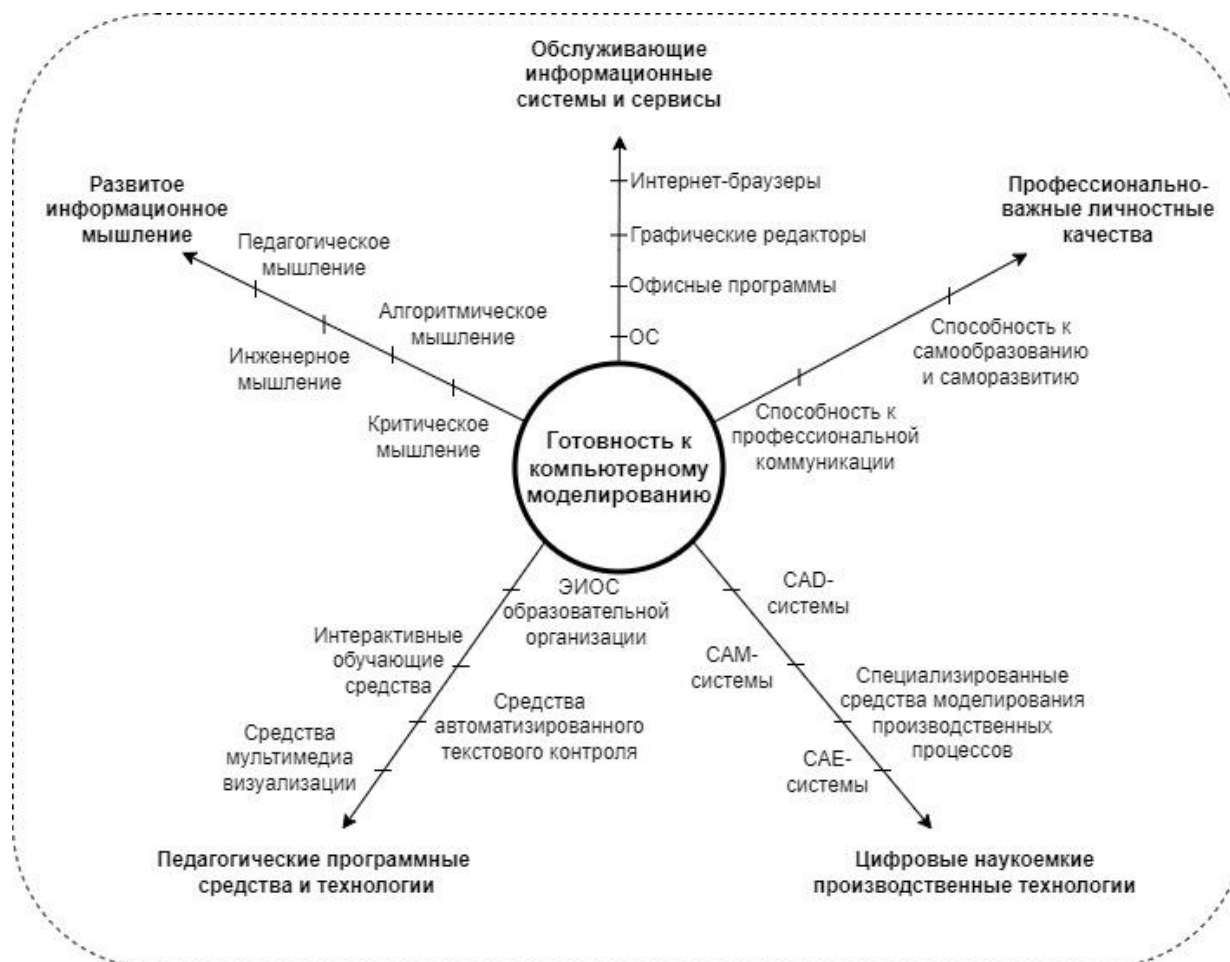 Обслуживающие
информационные
системы и сервисы
Интернет-браузеры
Графические редакторы
Офисные программы
ОС
Развитое
информационное
мышление
Педагогическое
мышление
Инженерное
мышление
Алгоритмическое
мышление
Критическое
мышление
Профессионально-
важные личностные
качества
Способность к
самообразованию
и саморазвитию
Способность к
профессиональной
коммуникации
Готовность к
компьютерному
моделированию
ЭИОС
образовательной
организации
Интерактивные
обучающие
средства
Средства
автоматизированного
текстового контроля
Средства
мультимедиа
визуализации
Педагогические программные
средства и технологии
CAD-
системы
CAM-
системы
Специализированные
средства моделирования
производственных
процессов
CAE-
системы
Цифровые наукоемкие
производственные технологии